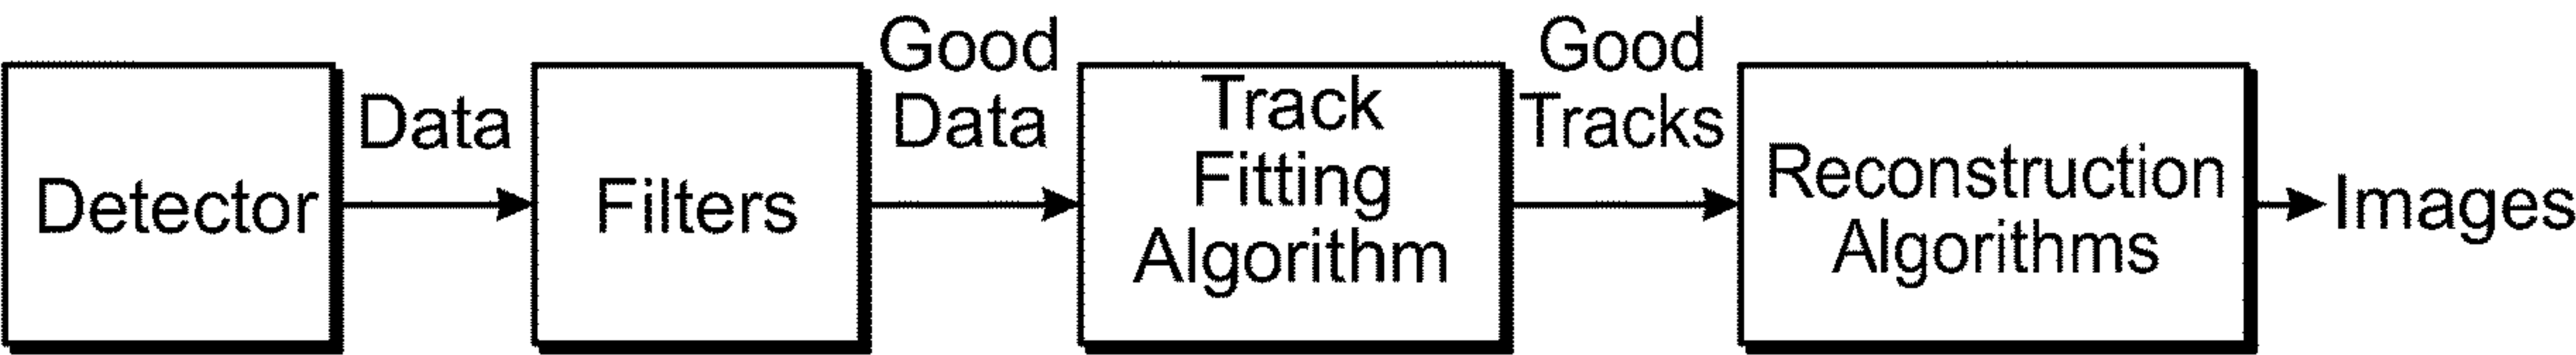 Detector
Data
Filters
Good
Data
Track
Fitting
Algorithm
Good
Tracks
Reconstruction
Algorithms
Images